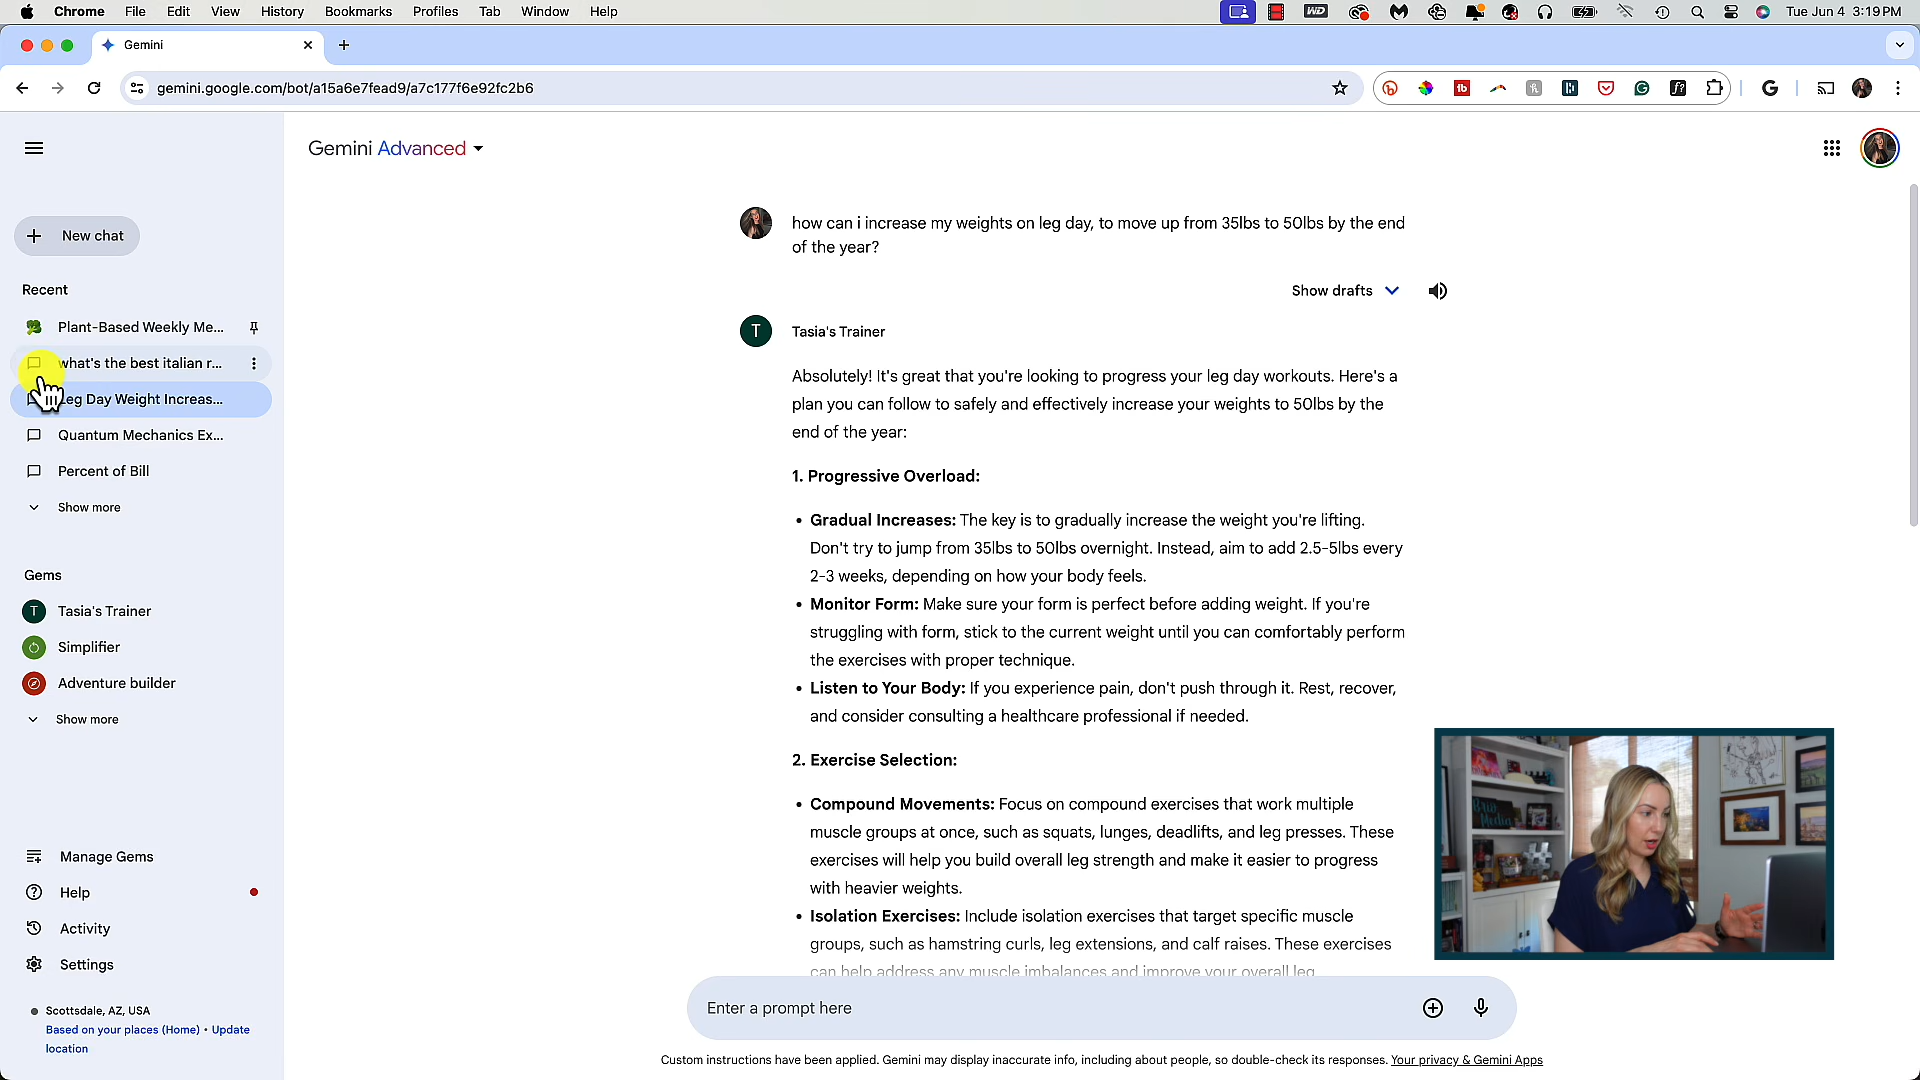 Chrome File Edit View History Bookmarks Profiles Tab Window Help
WD
Tue Jun 4 3:19 PM
Gemini
gemini.google.com/bot/a15a6e7fead9/a7c177f6e92fc2b6
Gemini Advanced
New chat
Recent
Plant-Based Weekly Me...
what's the best italian r...
Leg Day Weight Increas...
Quantum Mechanics Ex...
Percent of Bill
Show more
Gems
T Tasia's Trainer
Simplifier
Adventure builder
Show more
Manage Gems
Help
Activity
Settings
Scottsdale, AZ, USA
Based on your places (Home) • Update
location
how can i increase my weights on leg day, to move up from 35lbs to 50lbs by the end
of the year?
Show drafts
T Tasia's Trainer
Absolutely! It's great that you're looking to progress your leg day workouts. Here's a
plan you can follow to safely and effectively increase your weights to 50lbs by the
end of the year:
1. Progressive Overload:
• Gradual Increases: The key is to gradually increase the weight you're lifting.
Don't try to jump from 35lbs to 50lbs overnight. Instead, aim to add 2.5-5lbs every
2-3 weeks, depending on how your body feels.
• Monitor Form: Make sure your form is perfect before adding weight. If you're
struggling with form, stick to the current weight until you can comfortably perform
the exercises with proper technique.
• Listen to Your Body: If you experience pain, don't push through it. Rest, recover,
and consider consulting a healthcare professional if needed.
2. Exercise Selection:
• Compound Movements: Focus on compound exercises that work multiple
muscle groups at once, such as squats, lunges, deadlifts, and leg presses. These
exercises will help you build overall leg strength and make it easier to progress
with heavier weights.
• Isolation Exercises: Include isolation exercises that target specific muscle
groups, such as hamstring curls, leg extensions, and calf raises. These exercises
can help address any muscle imbalances and improve your overall leg
Enter a prompt here
Custom instructions have been applied. Gemini may display inaccurate info, including about people, so double-check its responses. Your privacy & Gemini Apps